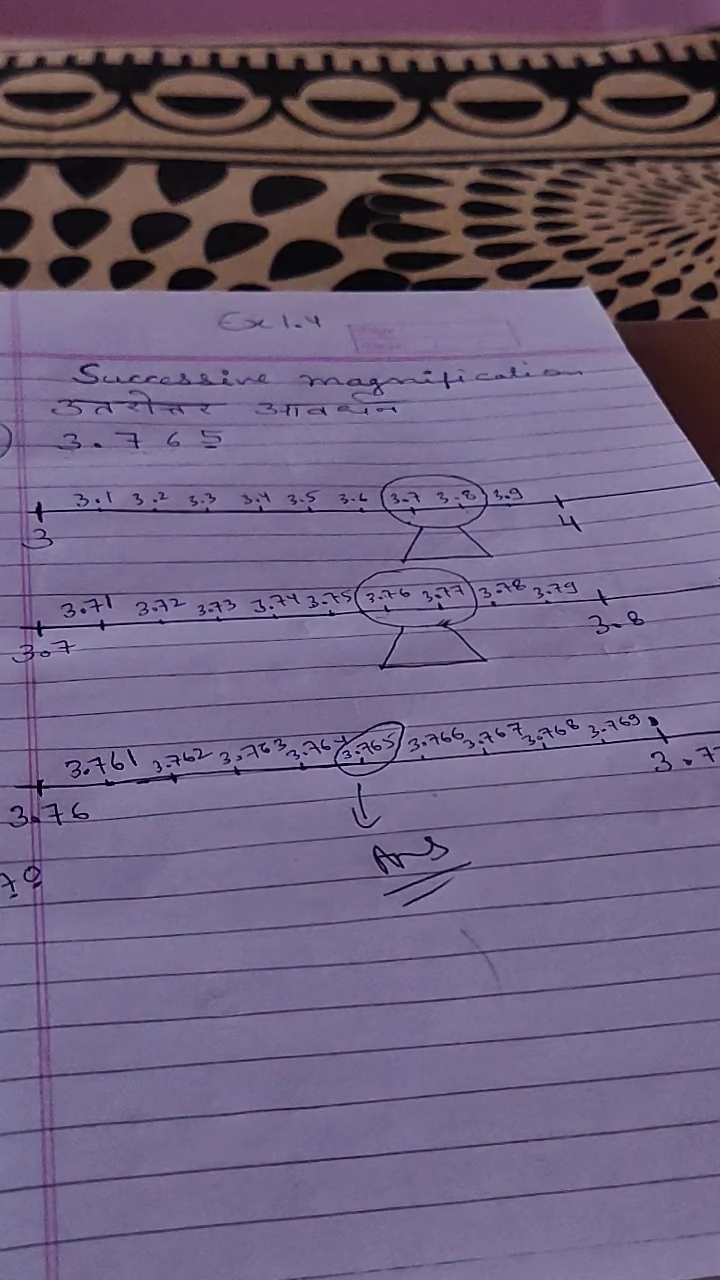 Ex 1.4
Successive magnification
उतरोत्तर आवर्धन
3.765
3.1 3.2 3.3 3.4 3.5 3.6 3.7 3.8 3.9
3 4
3.71 3.72 3.73 3.74 3.75 3.76 3.77 3.78 3.79
3.7 3.8
3.761 3.762 3.763 3.764 3.765 3.766 3.767 3.768 3.769
3.76 3.7
Ans